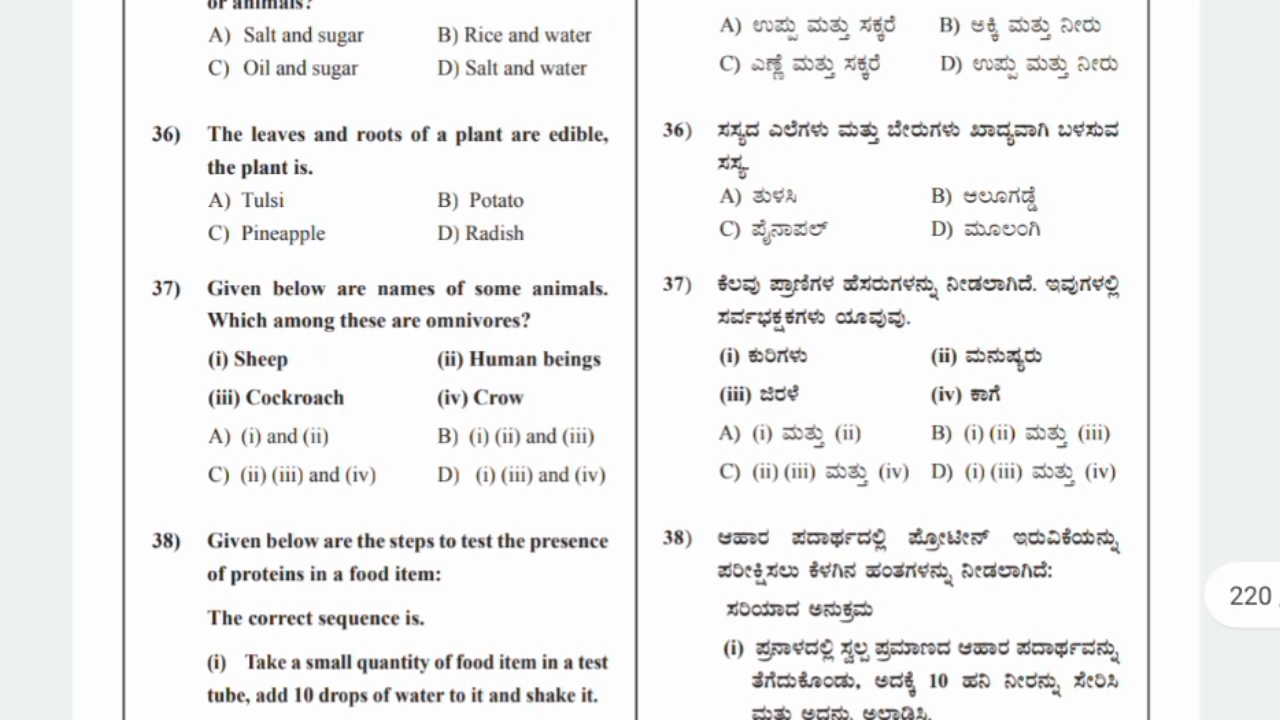 or animals?
A) Salt and sugar B) Rice and water
C) Oil and sugar D) Salt and water
36) The leaves and roots of a plant are edible,
the plant is.
A) Tulsi B) Potato
C) Pineapple D) Radish
37) Given below are names of some animals.
Which among these are omnivores?
(i) Sheep (ii) Human beings
(iii) Cockroach (iv) Crow
A) (i) and (ii) B) (i) (ii) and (iii)
C) (ii) (iii) and (iv) D) (i) (iii) and (iv)
38) Given below are the steps to test the presence
of proteins in a food item:
The correct sequence is.
(i) Take a small quantity of food item in a test
tube, add 10 drops of water to it and shake it.
A) ಉಪ್ಪು ಮತ್ತು ಸಕ್ಕರೆ B) ಅಕ್ಕಿ ಮತ್ತು ನೀರು
C) ಎಣ್ಣೆ ಮತ್ತು ಸಕ್ಕರೆ D) ಉಪ್ಪು ಮತ್ತು ನೀರು
36) ಸಸ್ಯದ ಎಲೆಗಳು ಮತ್ತು ಬೇರುಗಳು ಖಾದ್ಯವಾಗಿ ಬಳಸುವ
ಸಸ್ಯ.
A) ತುಳಸಿ B) ಆಲೂಗಡ್ಡೆ
C) ಪೈನಾಪಲ್ D) ಮೂಲಂಗಿ
37) ಕೆಲವು ಪ್ರಾಣಿಗಳ ಹೆಸರುಗಳನ್ನು ನೀಡಲಾಗಿದೆ. ಇವುಗಳಲ್ಲಿ
ಸರ್ವಭಕ್ಷಕಗಳು ಯಾವುವು.
(i) ಕುರಿಗಳು (ii) ಮನುಷ್ಯರು
(iii) ಜಿರಳೆ (iv) ಕಾಗೆ
A) (i) ಮತ್ತು (ii) B) (i) (ii) ಮತ್ತು (iii)
C) (ii) (iii) ಮತ್ತು (iv) D) (i) (iii) ಮತ್ತು (iv)
38) ಆಹಾರ ಪದಾರ್ಥದಲ್ಲಿ ಪ್ರೋಟೀನ್ ಇರುವಿಕೆಯನ್ನು
ಪರೀಕ್ಷಿಸಲು ಕೆಳಗಿನ ಹಂತಗಳನ್ನು ನೀಡಲಾಗಿದೆ:
ಸರಿಯಾದ ಅನುಕ್ರಮ
(i) ಪ್ರನಾಳದಲ್ಲಿ ಸ್ವಲ್ಪ ಪ್ರಮಾಣದ ಆಹಾರ ಪದಾರ್ಥವನ್ನು
ತೆಗೆದುಕೊಂಡು, ಅದಕ್ಕೆ 10 ಹನಿ ನೀರನ್ನು ಸೇರಿಸಿ
ಮತ್ತು ಅದನ್ನು ಅಲ್ಲಾಡಿಸಿ.
220